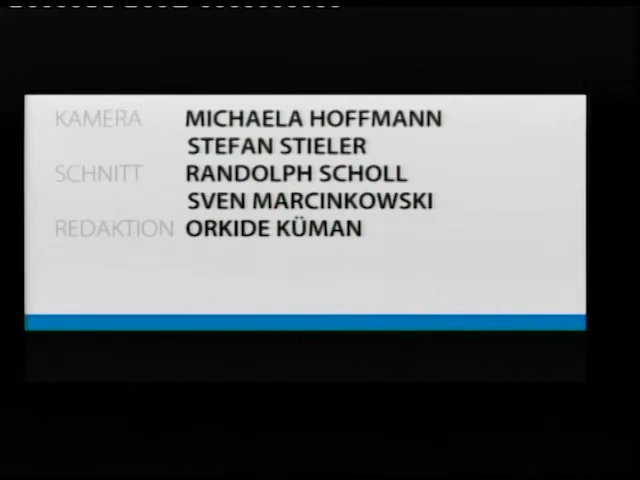 KAMERA MICHAELA HOFFMANN
STEFAN STIELER
SCHNITT RANDOLPH SCHOLL
SVEN MARCINKOWSKI
REDAKTION ORKIDE KÜMAN